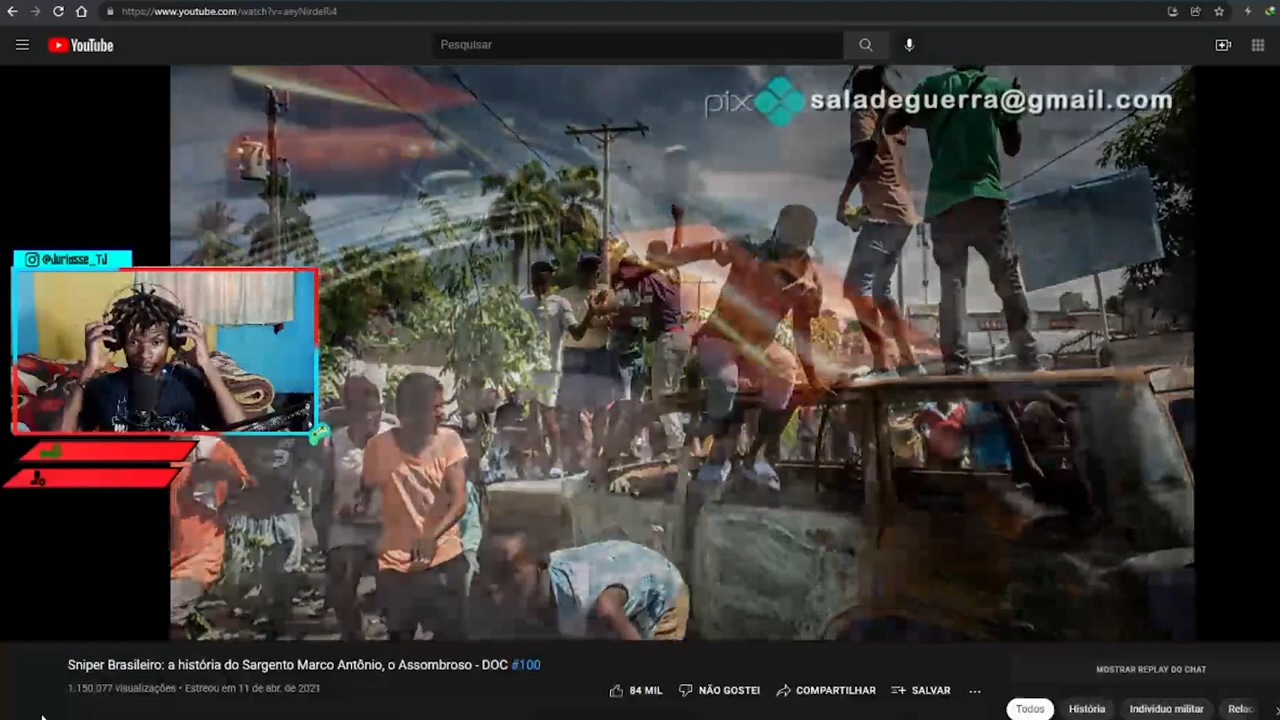 https://www.youtube.com/watch?v=aeyNirdeRi4
YouTube
Pesquisar
pix saladeguerra@gmail.com
@Juriosse_TJ
Sniper Brasileiro: a história do Sargento Marco Antônio, o Assombroso - DOC #100
1.150.077 visualizações • Estreou em 11 de abr. de 2021
84 MIL
NÃO GOSTEI
COMPARTILHAR
SALVAR
MOSTRAR REPLAY DO CHAT
Todos
História
Indivíduo militar